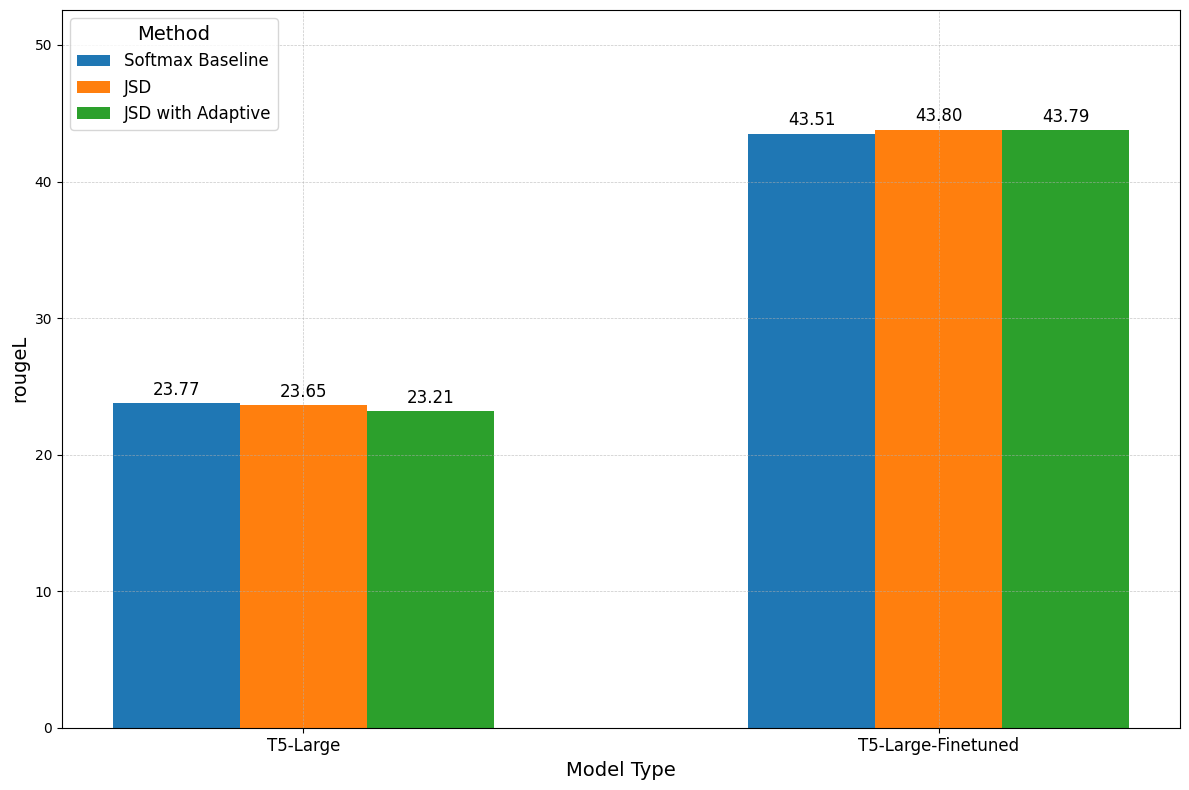 Method
Softmax Baseline
JSD
JSD with Adaptive
rougeL
50
40
30
20
10
0
23.77
23.65
23.21
43.51
43.80
43.79
T5-Large
T5-Large-Finetuned
Model Type